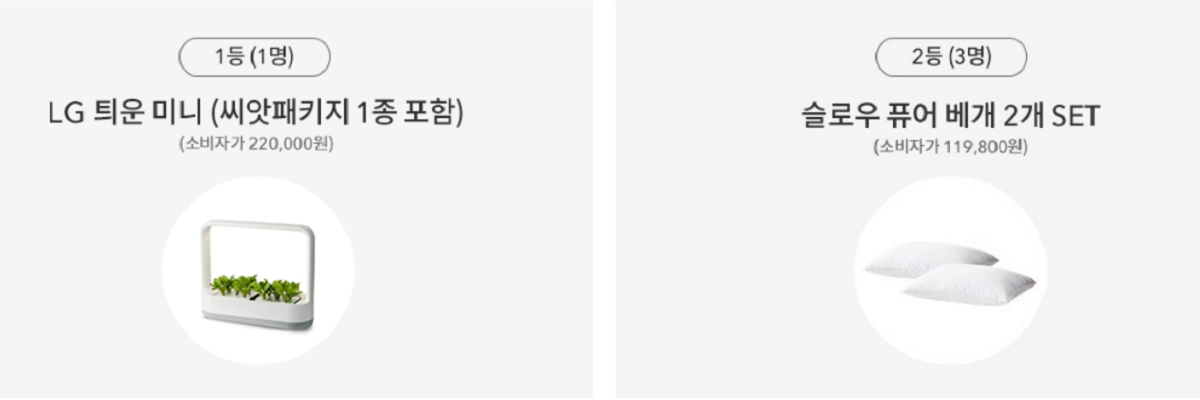 1등 (1명)
LG 틔운 미니 (씨앗패키지 1종 포함)
(소비자가 220,000원)
2등 (3명)
슬로우 퓨어 베개 2개 SET
(소비자가 119,800원)